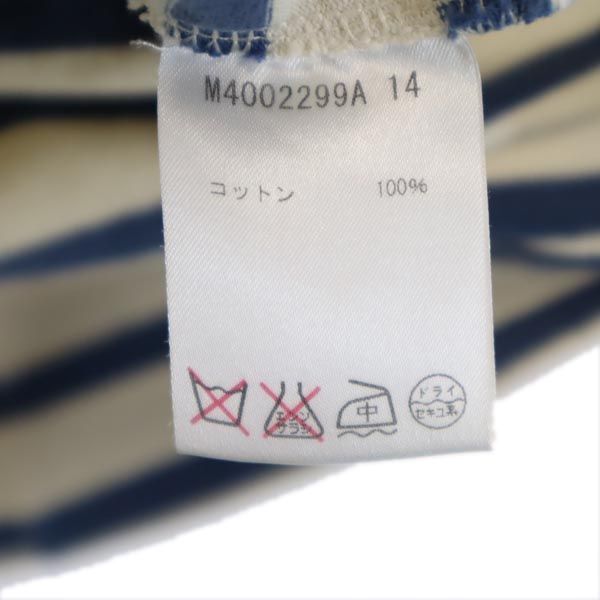 M4002299A 14
コットン 100%
エンソ
サラシ
中
ドライ
セキユ系